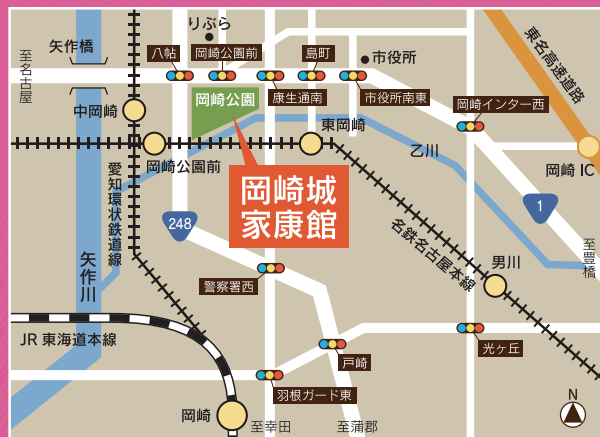 りぶら
矢作橋
至名古屋
八帖
岡崎公園前
島町
市役所
東名高速道路
岡崎公園
康生通南
市役所南東
岡崎インター西
中岡崎
東岡崎
乙川
岡崎公園前
岡崎IC
愛知環状鉄道線
岡崎城
家康館
248
1
名鉄名古屋本線
至豊橋
矢作川
警察署西
男川
JR 東海道本線
戸崎
光ヶ丘
羽根ガード東
岡崎
至幸田
至蒲郡
N